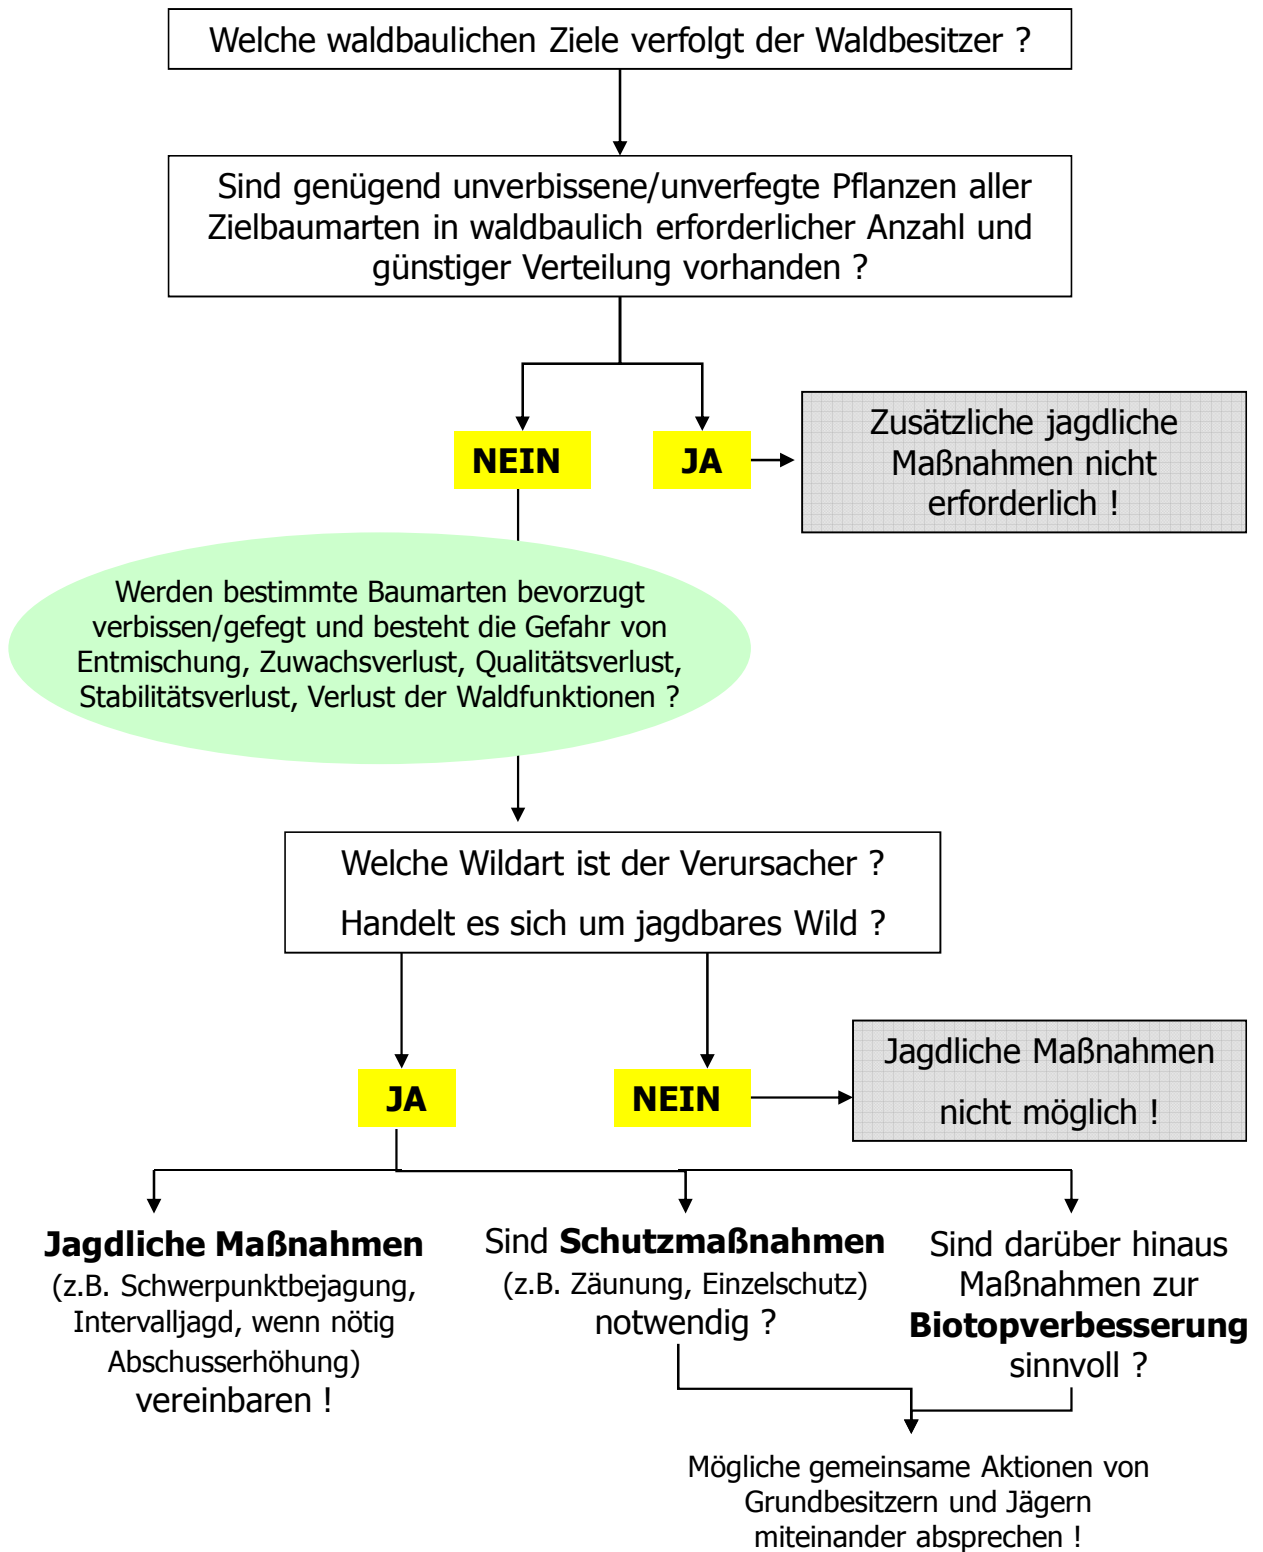 Welche waldbaulichen Ziele verfolgt der Waldbesitzer ?
Sind genügend unverbissene/unverfegte Pflanzen aller
Zielbaumarten in waldbaulich erforderlicher Anzahl und
günstiger Verteilung vorhanden ?
NEIN
JA
Zusätzliche jagdliche
Maßnahmen nicht
erforderlich !
Werden bestimmte Baumarten bevorzugt
verbissen/gefegt und besteht die Gefahr von
Entmischung, Zuwachsverlust, Qualitätsverlust,
Stabilitätsverlust, Verlust der Waldfunktionen ?
Welche Wildart ist der Verursacher ?
Handelt es sich um jagdbares Wild ?
JA
NEIN
Jagdliche Maßnahmen
nicht möglich !
Jagdliche Maßnahmen
(z.B. Schwerpunktbejagung,
Intervalljagd, wenn nötig
Abschusserhöhung)
vereinbaren !
Sind Schutzmaßnahmen
(z.B. Zäunung, Einzelschutz)
notwendig ?
Sind darüber hinaus
Maßnahmen zur
Biotopverbesserung
sinnvoll ?
Mögliche gemeinsame Aktionen von
Grundbesitzern und Jägern
miteinander absprechen !